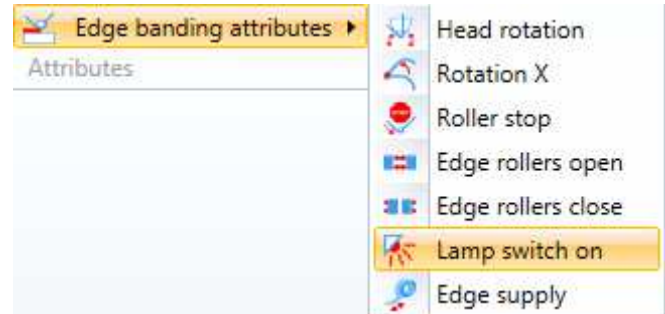 Edge banding attributes
Attributes
Head rotation
Rotation X
Roller stop
Edge rollers open
Edge rollers close
Lamp switch on
Edge supply